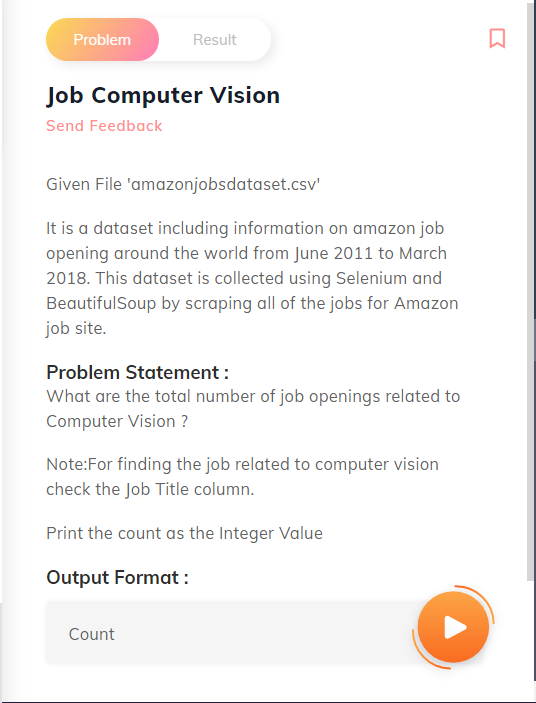 Problem
Result
Job Computer Vision
Send Feedback
Given File 'amazonjobsdataset.csv'
It is a dataset including information on amazon job
opening around the world from June 2011 to March
2018. This dataset is collected using Selenium and
BeautifulSoup by scraping all of the jobs for Amazon
job site.
Problem Statement :
What are the total number of job openings related to
Computer Vision ?
Note:For finding the job related to computer vision
check the Job Title column.
Print the count as the Integer Value
Output Format :
Count